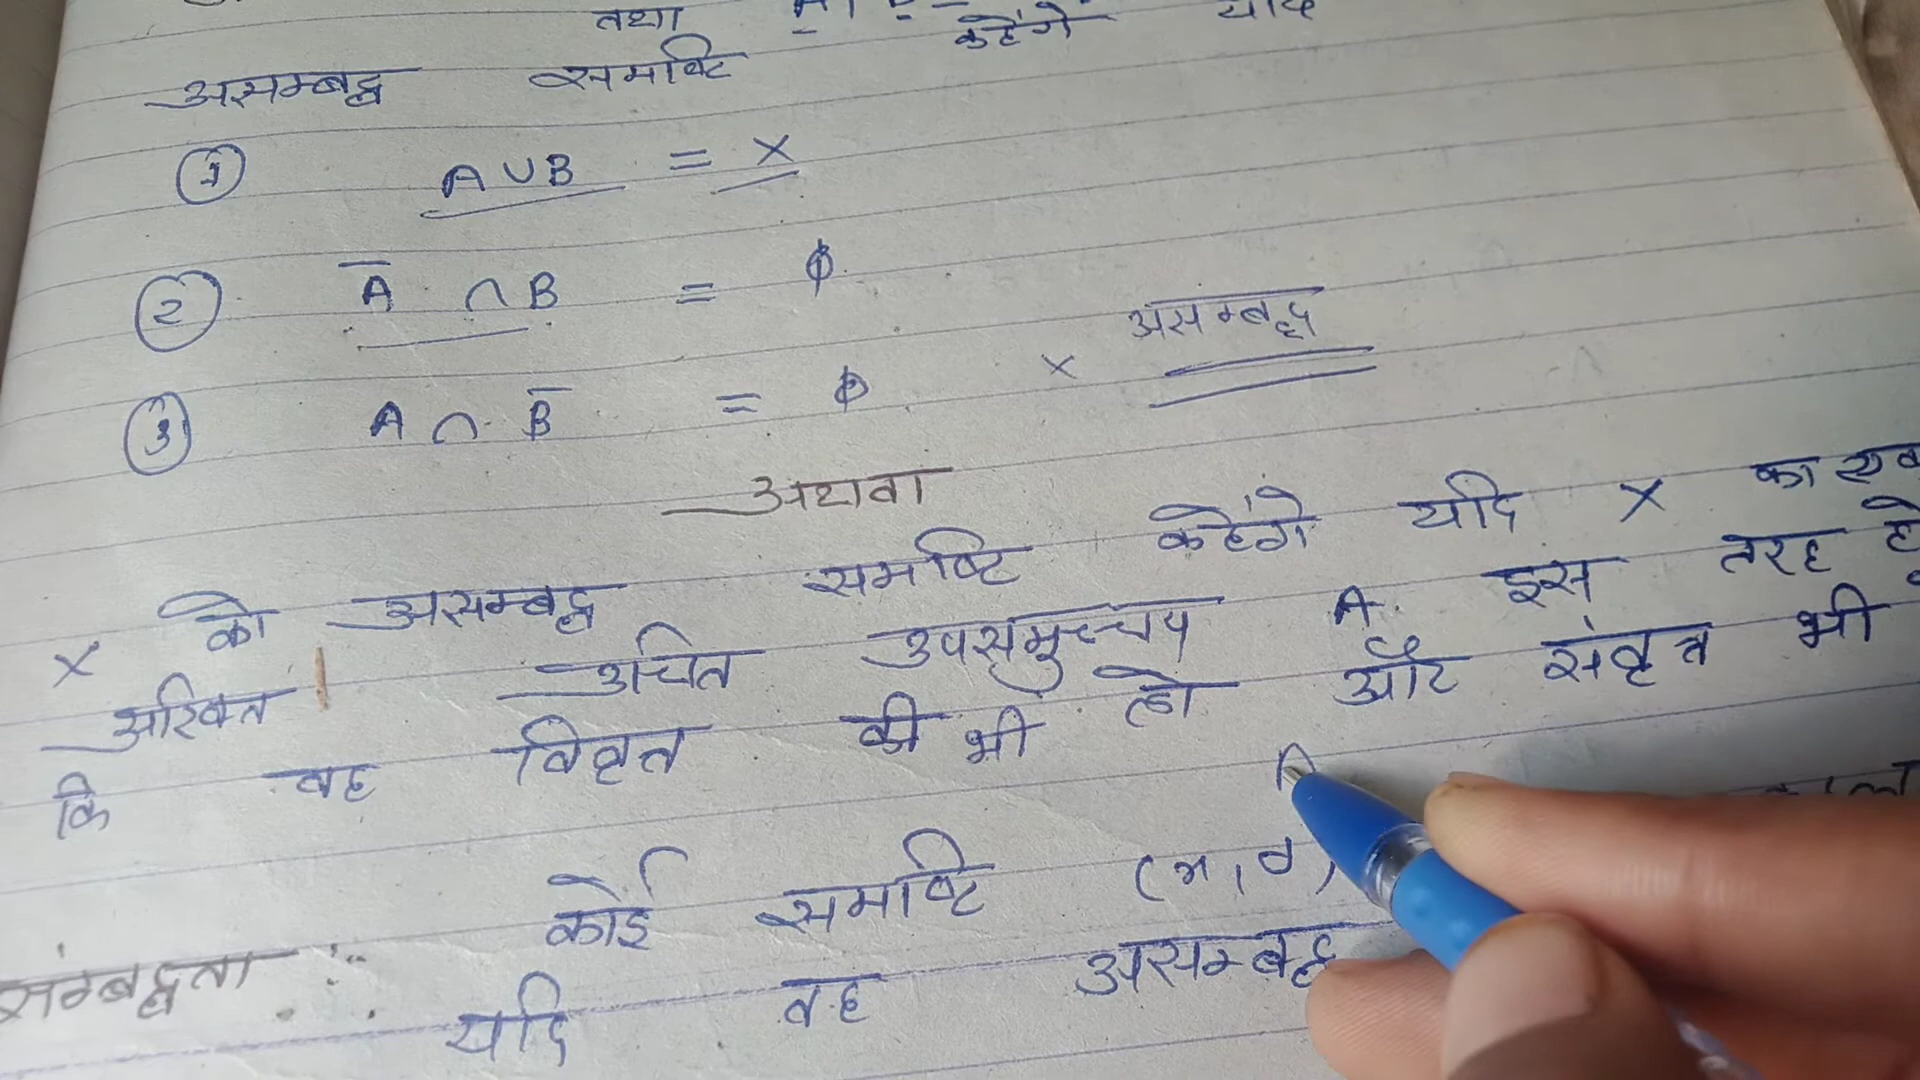 तथा कहेंगे यदि
असम्बद्ध समष्टि
① A∪B = X
② A̅ ∩ B = ϕ
असम्बद्ध
③ A ∩ B̅ = ϕ ×
अथवा
X को असम्बद्ध समष्टि कहेंगे यदि X का
अरिक्त उचित उपसमुच्चय A इस तरह
कि वह विवृत भी हो और संवृत्त भी
A
कोई समष्टि (x, d)
सम्बद्धता :- यदि वह असम्बद्ध